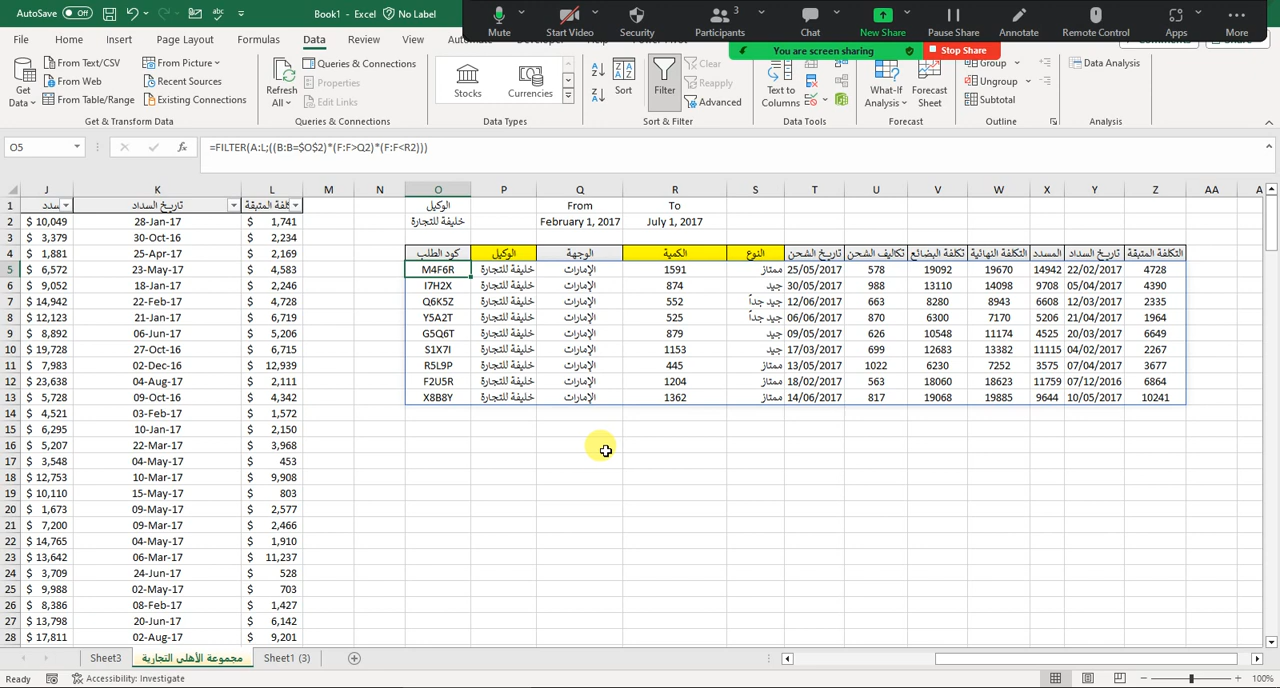 AutoSave Off Book1 - Excel No Label
Mute Start Video Security Participants 3 Chat New Share Pause Share Annotate Remote Control Apps More
You are screen sharing Stop Share
File Home Insert Page Layout Formulas Data Review View
Get Data From Text/CSV From Web From Table/Range From Picture Recent Sources Existing Connections
Refresh All Queries & Connections Properties Edit Links
Stocks Currencies
Sort Filter Clear Reapply Advanced
Text to Columns What-If Analysis Forecast Sheet Group Ungroup Subtotal Data Analysis
Get & Transform Data Queries & Connections Data Types Sort & Filter Data Tools Forecast Outline Analysis
O5 fx =FILTER(A:L;((B:B=$O$2)*(F:F>Q2)*(F:F<R2)))
J K L M N O P Q R S T U V W X Y Z AA
1 سدد تاريخ السداد لفة المتبقة الوكيل From To
2 $ 10,049 28-Jan-17 $ 1,741 خليفة للتجارة February 1, 2017 July 1, 2017
3 $ 3,379 30-Oct-16 $ 2,234
4 $ 1,881 25-Apr-17 $ 2,169 كود الطلب الوكيل الوجهة الكمية النوع تاريخ الشحن تكاليف الشحن تكلفة البضائع التكلفة النهائية المسدد تاريخ السداد التكلفة المتبقة
5 $ 6,572 23-May-17 $ 4,583 M4F6R خليفة للتجارة الإمارات 1591 ممتاز 25/05/2017 578 19092 19670 14942 22/02/2017 4728
6 $ 9,052 18-Jan-17 $ 2,246 I7H2X خليفة للتجارة الإمارات 874 جيد 30/05/2017 988 13110 14098 9708 05/04/2017 4390
7 $ 14,942 22-Feb-17 $ 4,728 Q6K5Z خليفة للتجارة الإمارات 552 جيد جداً 12/06/2017 663 8280 8943 6608 12/03/2017 2335
8 $ 12,123 21-Jan-17 $ 6,719 Y5A2T خليفة للتجارة الإمارات 525 جيد جداً 06/06/2017 870 6300 7170 5206 21/04/2017 1964
9 $ 8,892 06-Jun-17 $ 5,206 G5Q6T خليفة للتجارة الإمارات 879 جيد 09/05/2017 626 10548 11174 4525 20/03/2017 6649
10 $ 19,728 27-Oct-16 $ 6,715 S1X7I خليفة للتجارة الإمارات 1153 جيد 17/03/2017 699 12683 13382 11115 04/02/2017 2267
11 $ 7,983 02-Dec-16 $ 12,939 R5L9P خليفة للتجارة الإمارات 445 ممتاز 13/05/2017 1022 6230 7252 3575 07/04/2017 3677
12 $ 23,638 04-Aug-17 $ 2,111 F2U5R خليفة للتجارة الإمارات 1204 ممتاز 18/02/2017 563 18060 18623 11759 07/12/2016 6864
13 $ 5,728 09-Oct-16 $ 4,342 X8B8Y خليفة للتجارة الإمارات 1362 ممتاز 14/06/2017 817 19068 19885 9644 10/05/2017 10241
14 $ 4,521 03-Feb-17 $ 1,572
15 $ 6,295 10-Jan-17 $ 2,150
16 $ 5,207 22-Mar-17 $ 3,968
17 $ 3,548 04-May-17 $ 453
18 $ 12,753 10-Mar-17 $ 9,908
19 $ 10,110 15-May-17 $ 803
20 $ 1,673 09-May-17 $ 2,577
21 $ 7,200 09-Mar-17 $ 2,466
22 $ 14,765 04-May-17 $ 1,910
23 $ 13,642 06-Mar-17 $ 11,237
24 $ 3,709 24-Jun-17 $ 528
25 $ 9,988 02-May-17 $ 703
26 $ 8,386 08-Feb-17 $ 1,427
27 $ 13,798 20-Jun-17 $ 6,142
28 $ 17,811 02-Aug-17 $ 9,201
Sheet3 مجموعة الأهلى التجارية Sheet1 (3)
Ready Accessibility: Investigate 100%